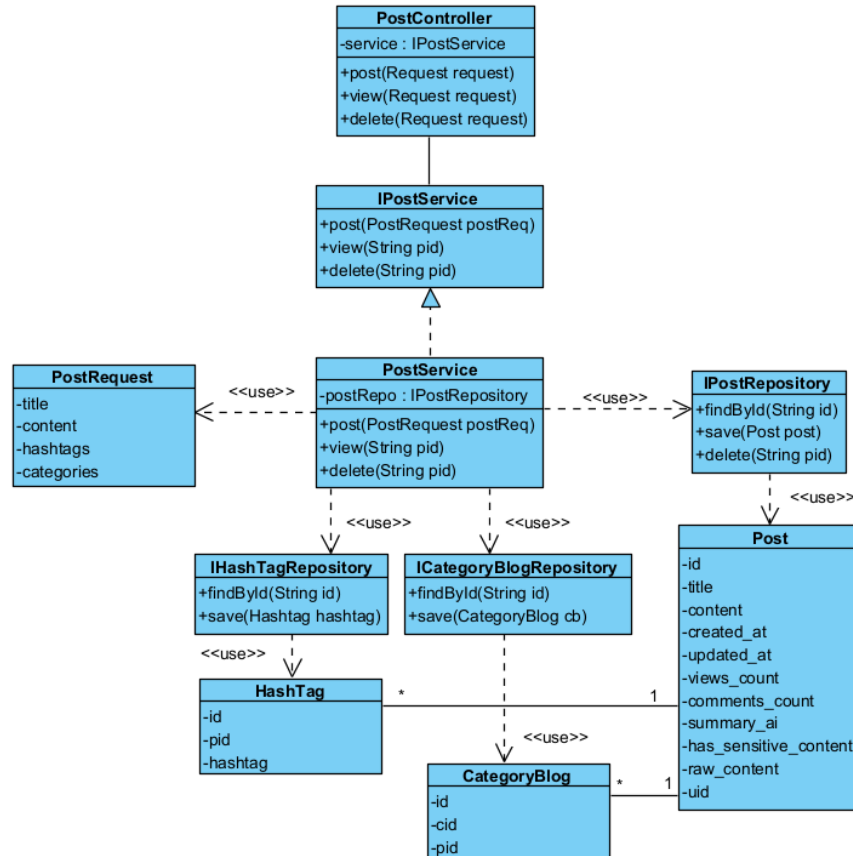 PostController
-service : IPostService
+post(Request request)
+view(Request request)
+delete(Request request)
IPostService
+post(PostRequest postReq)
+view(String pid)
+delete(String pid)
PostRequest
-title
-content
-hashtags
-categories
<<use>>
PostService
-postRepo : IPostRepository
+post(PostRequest postReq)
+view(String pid)
+delete(String pid)
<<use>>
IPostRepository
+findById(String id)
+save(Post post)
+delete(String pid)
<<use>>
<<use>>
<<use>>
IHashTagRepository
+findById(String id)
+save(Hashtag hashtag)
ICategoryBlogRepository
+findById(String id)
+save(CategoryBlog cb)
Post
-id
-title
-content
-created_at
-updated_at
-views_count
-comments_count
-summary_ai
-has_sensitive_content
-raw_content
-uid
<<use>>
HashTag
-id
-pid
-hashtag
*
1
<<use>>
CategoryBlog
-id
-cid
-pid
*
1